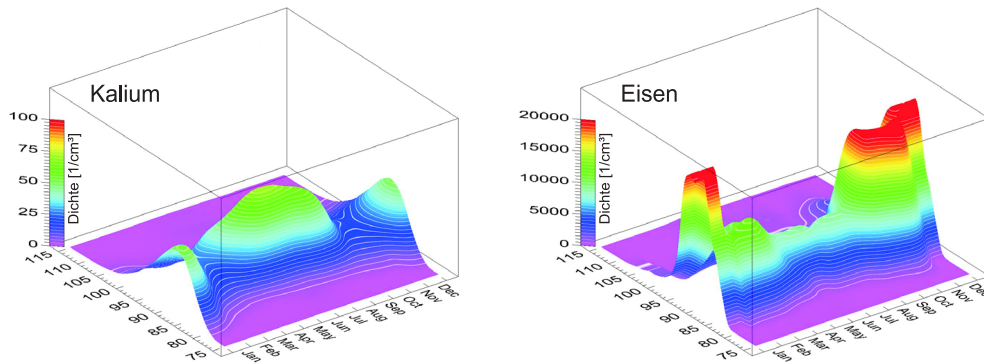 Kalium
100
75
50
25
0
Dichte [1/cm³]
115
110
105
100
95
90
85
80
75
Jan
Feb
Mar
Apr
May
Jun
Jul
Aug
Sep
Oct
Nov
Dec
Eisen
20000
15000
10000
5000
0
Dichte [1/cm³]
115
110
105
100
95
90
85
80
75
Jan
Feb
Mar
Apr
May
Jun
Jul
Aug
Sep
Oct
Nov
Dec